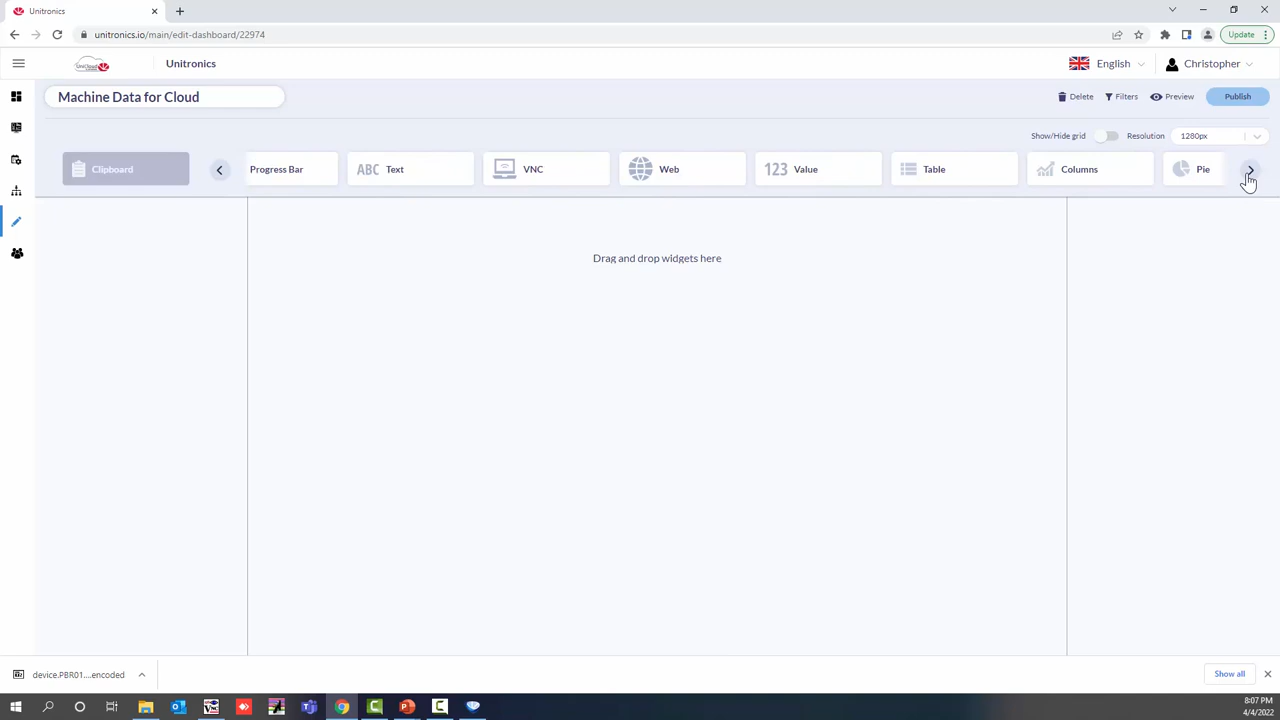 Unitronics
unitronics.io/main/edit-dashboard/22974
Update
Unitronics
English
Christopher
Machine Data for Cloud
Delete
Filters
Preview
Publish
Show/Hide grid
Resolution
1280px
Clipboard
Progress Bar
ABC Text
VNC
Web
123 Value
Table
Columns
Pie
Drag and drop widgets here
device.PBR01....encoded
Show all
8:07 PM
4/4/2022